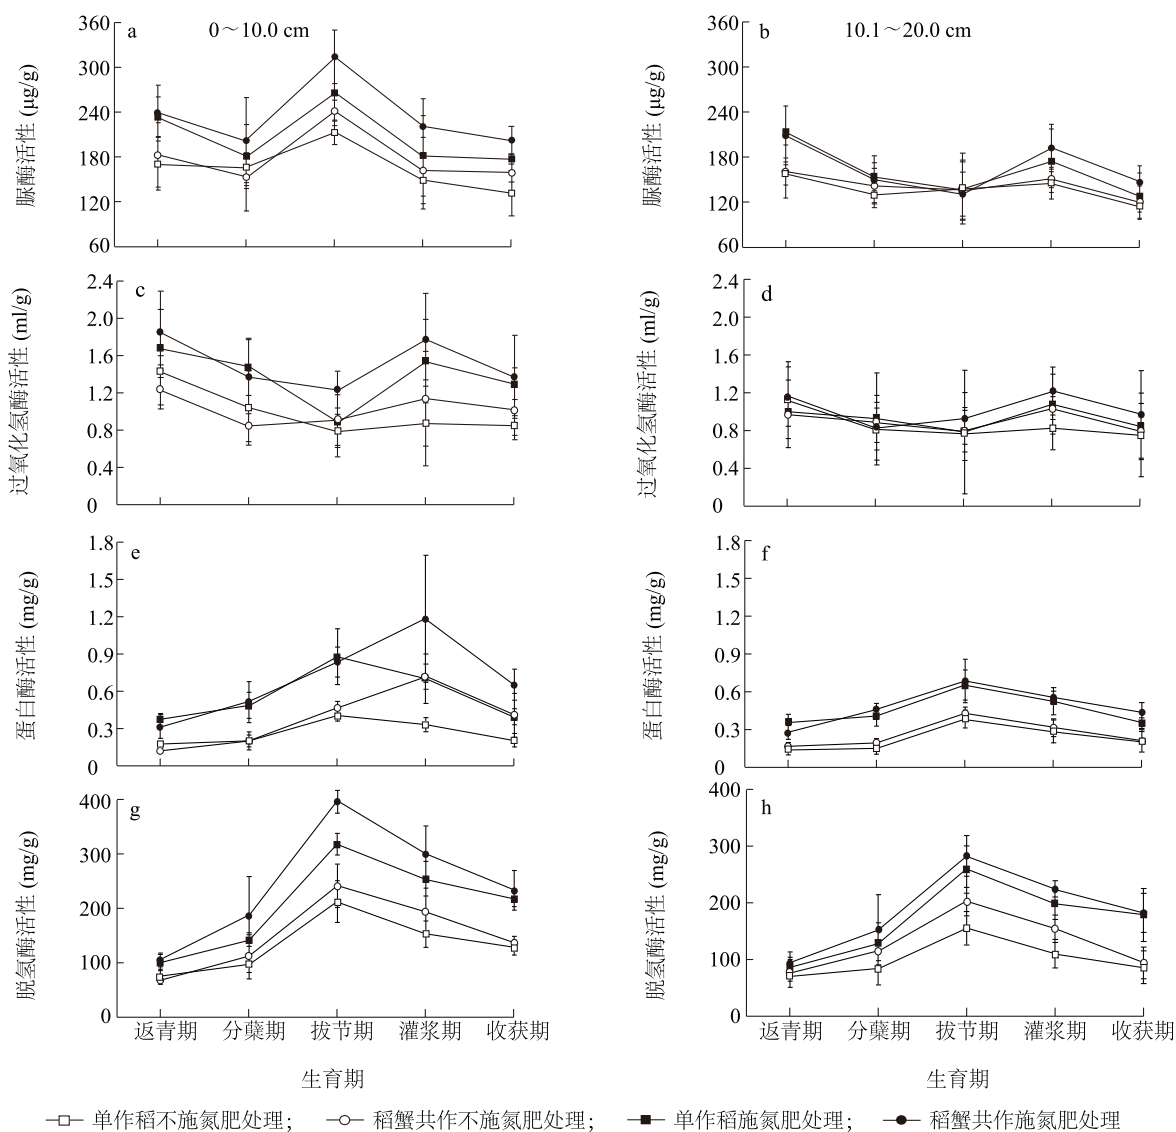 a 0～10.0 cm
脲酶活性 (μg/g)
360
300
240
180
120
60
b 10.1～20.0 cm
脲酶活性 (μg/g)
360
300
240
180
120
60
c
过氧化氢酶活性 (ml/g)
2.4
2.0
1.6
1.2
0.8
0.4
0
d
过氧化氢酶活性 (ml/g)
2.4
2.0
1.6
1.2
0.8
0.4
0
e
蛋白酶活性 (mg/g)
1.8
1.5
1.2
0.9
0.6
0.3
0
f
蛋白酶活性 (mg/g)
1.8
1.5
1.2
0.9
0.6
0.3
0
g
脱氢酶活性 (mg/g)
400
300
200
100
0
返青期 分蘖期 拔节期 灌浆期 收获期
生育期
h
脱氢酶活性 (mg/g)
400
300
200
100
0
返青期 分蘖期 拔节期 灌浆期 收获期
生育期
单作稻不施氮肥处理； 稻蟹共作不施氮肥处理； 单作稻施氮肥处理； 稻蟹共作施氮肥处理